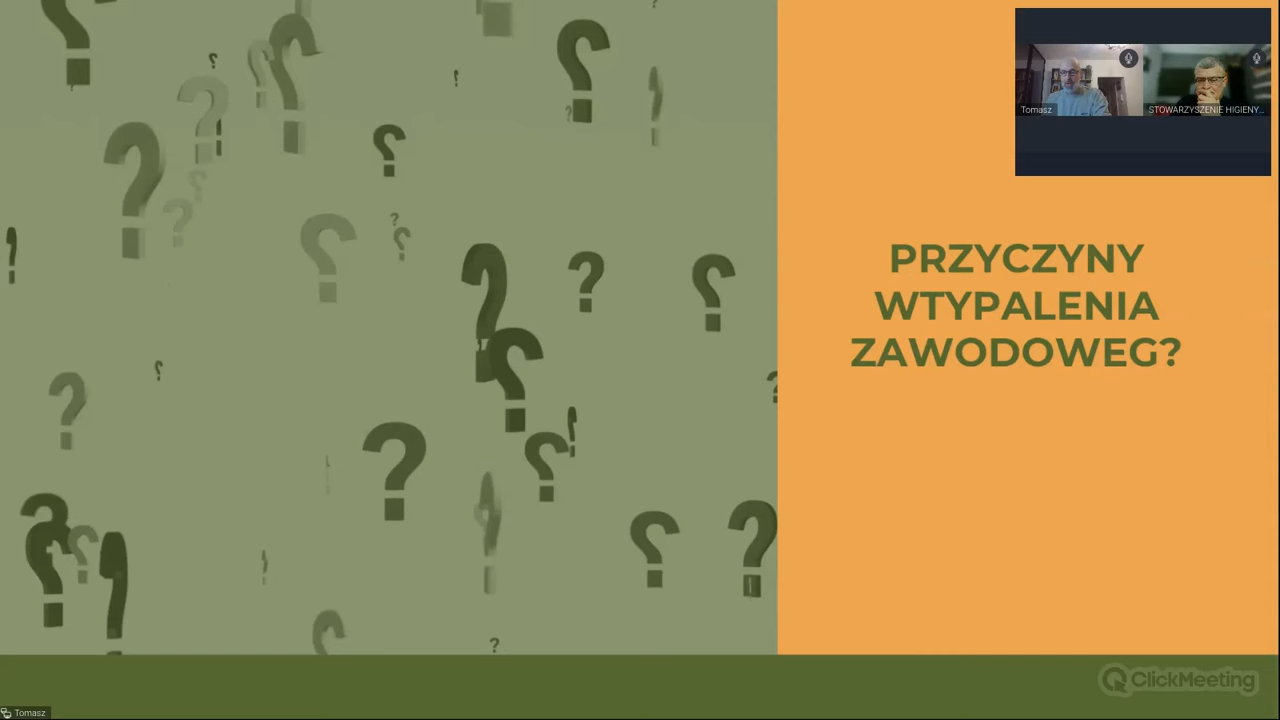 Tomasz
STOWARZYSZENIE HIGIENY...
PRZYCZYNY
WTYPALENIA
ZAWODOWEG?
ClickMeeting
Tomasz